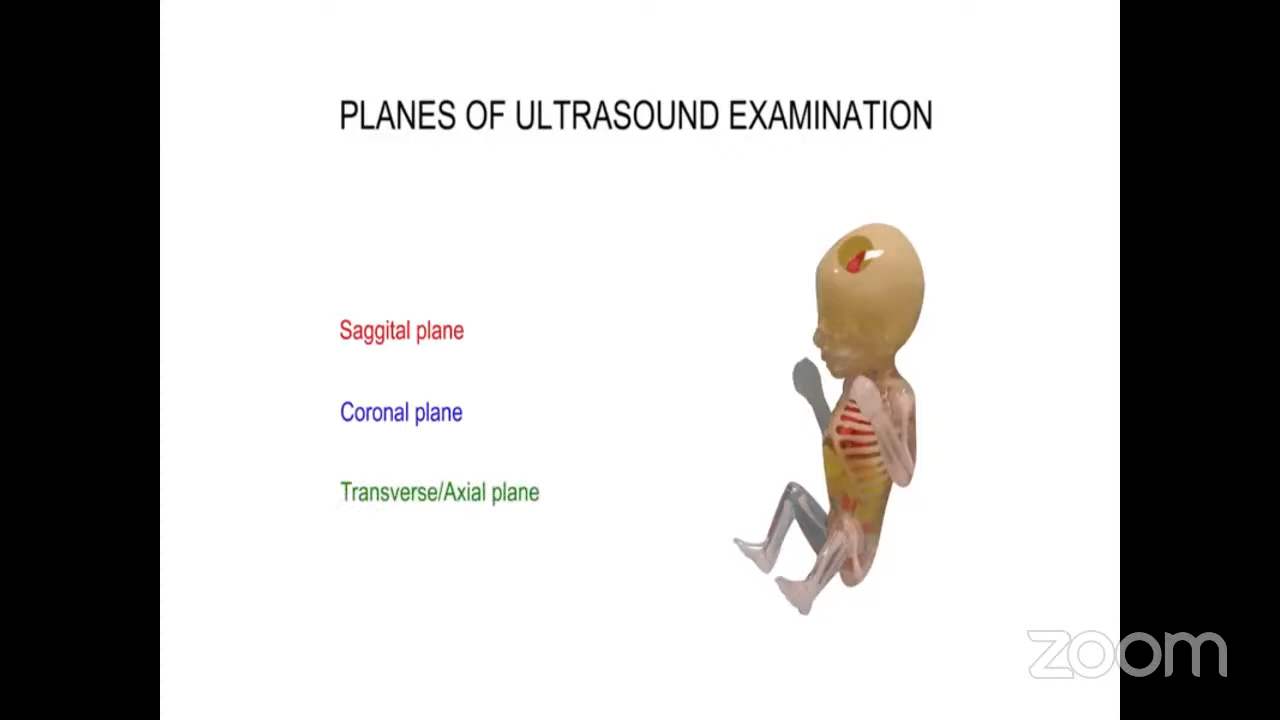 PLANES OF ULTRASOUND EXAMINATION
Saggital plane
Coronal plane
Transverse/Axial plane
zoom